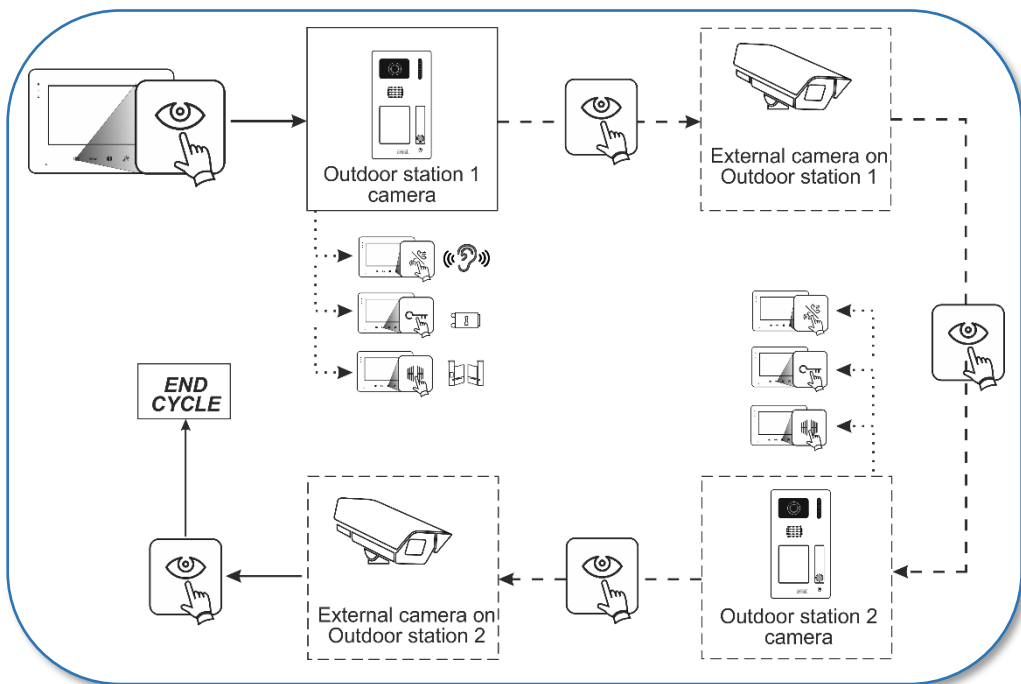 Outdoor station 1
camera
External camera on
Outdoor station 1
END
CYCLE
External camera on
Outdoor station 2
Outdoor station 2
camera